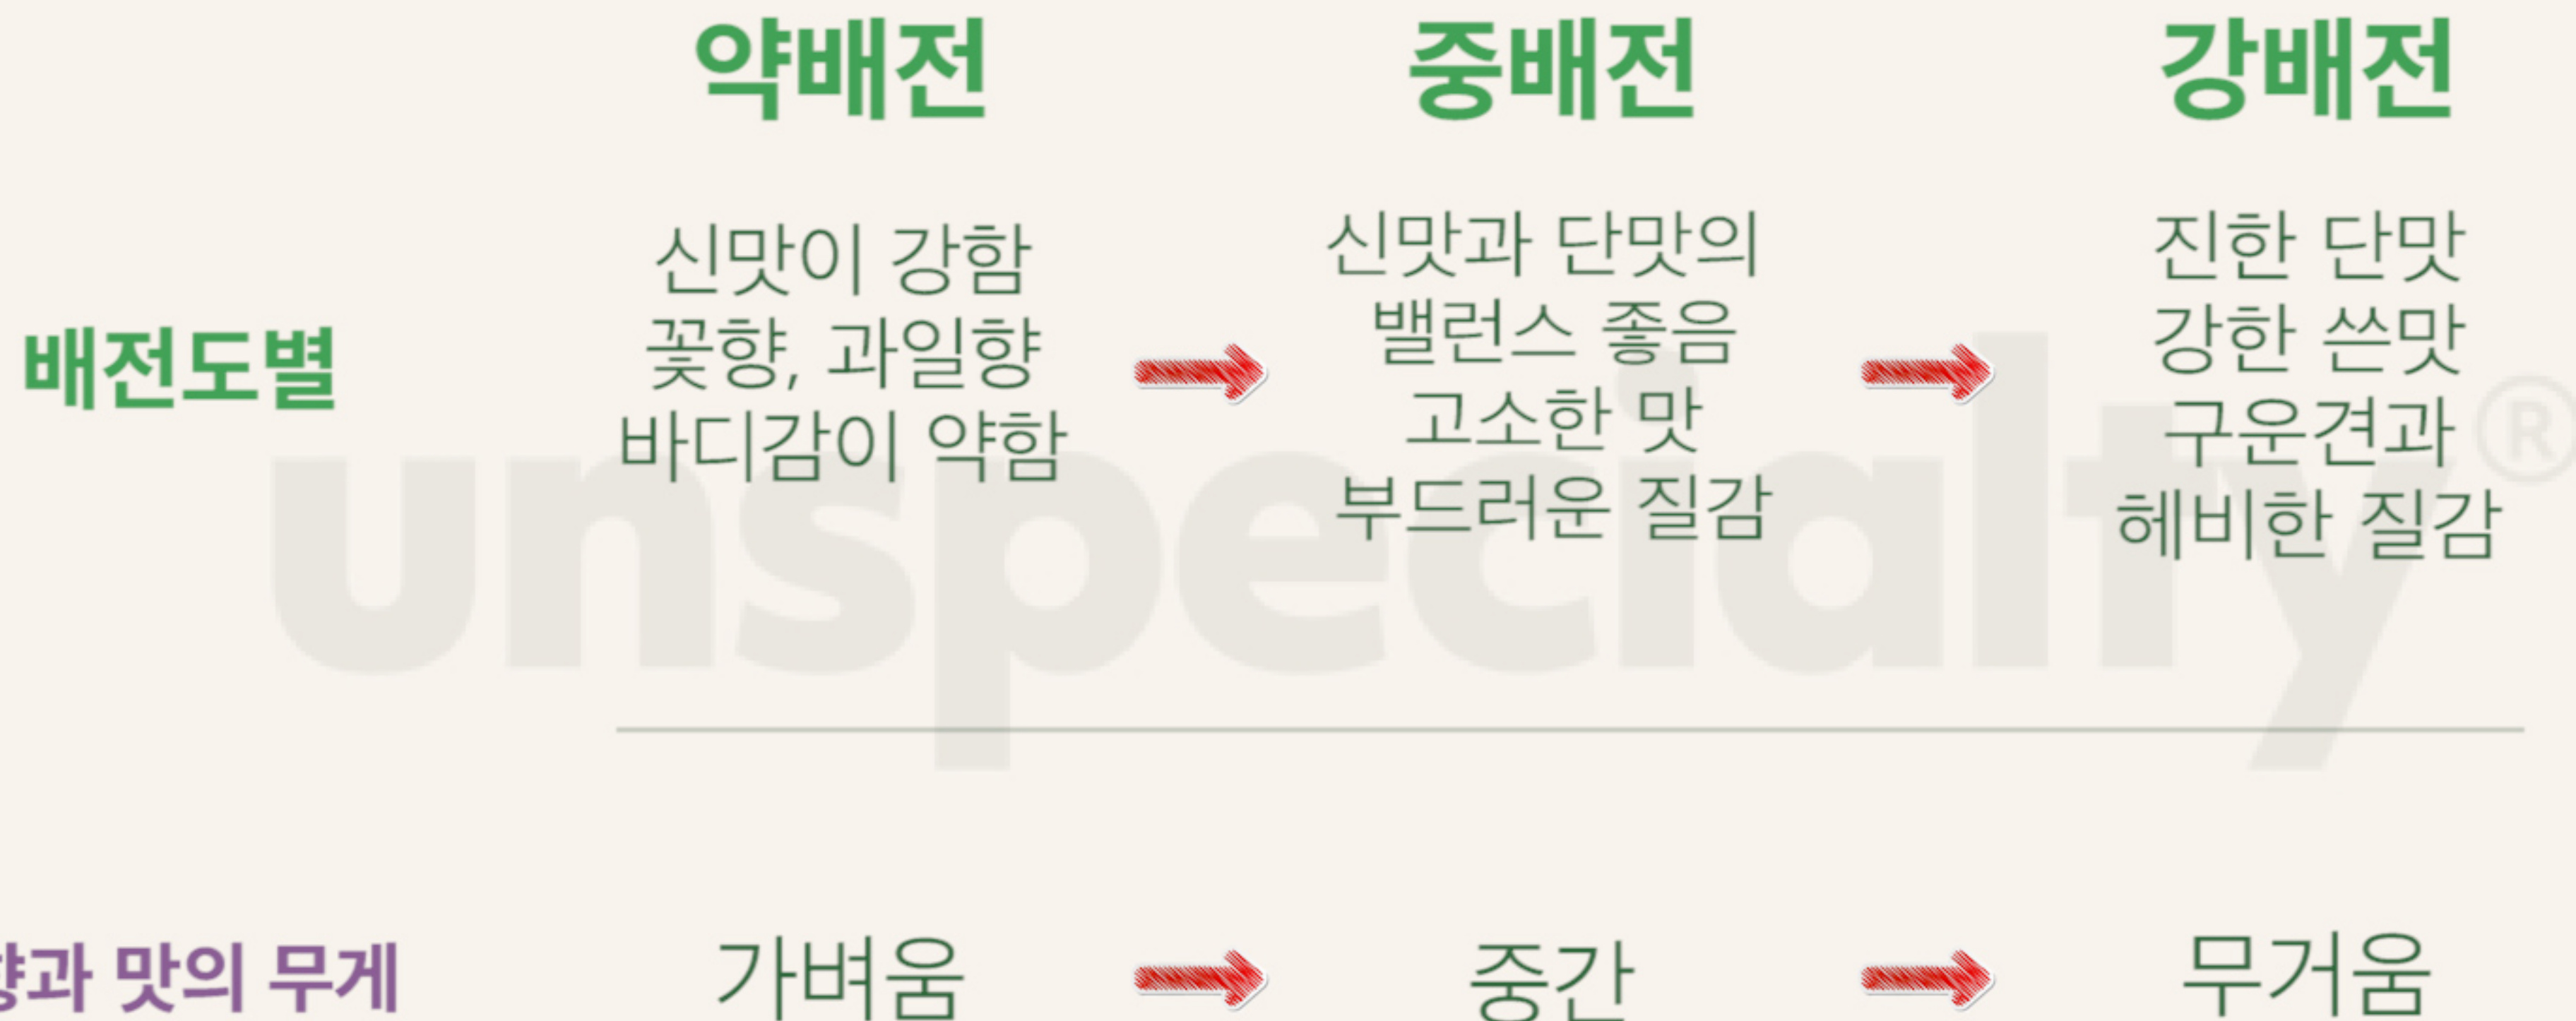 약배전 중배전 강배전
배전도별
신맛이 강함
꽃향, 과일향
바디감이 약함
신맛과 단맛의
밸런스 좋음
고소한 맛
부드러운 질감
진한 단맛
강한 쓴맛
구운견과
헤비한 질감
unspecialty®
맛의 무게
가벼움 중간 무거움